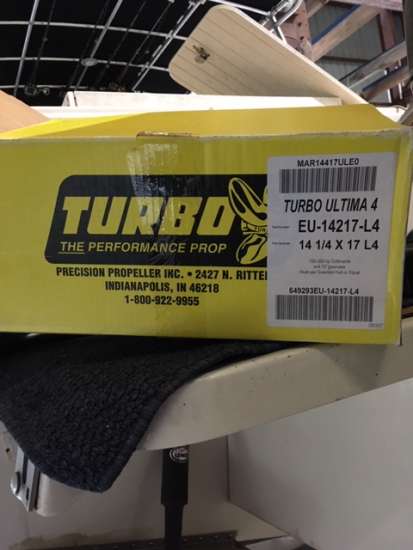 TURBO
THE PERFORMANCE PROP
PRECISION PROPELLER INC. • 2427 N. RITTER
INDIANAPOLIS, IN 46218
1-800-922-9955
MAR14417ULE0
TURBO ULTIMA 4
EU-14217-L4
14 1/4 X 17 L4
649293EU-14217-L4